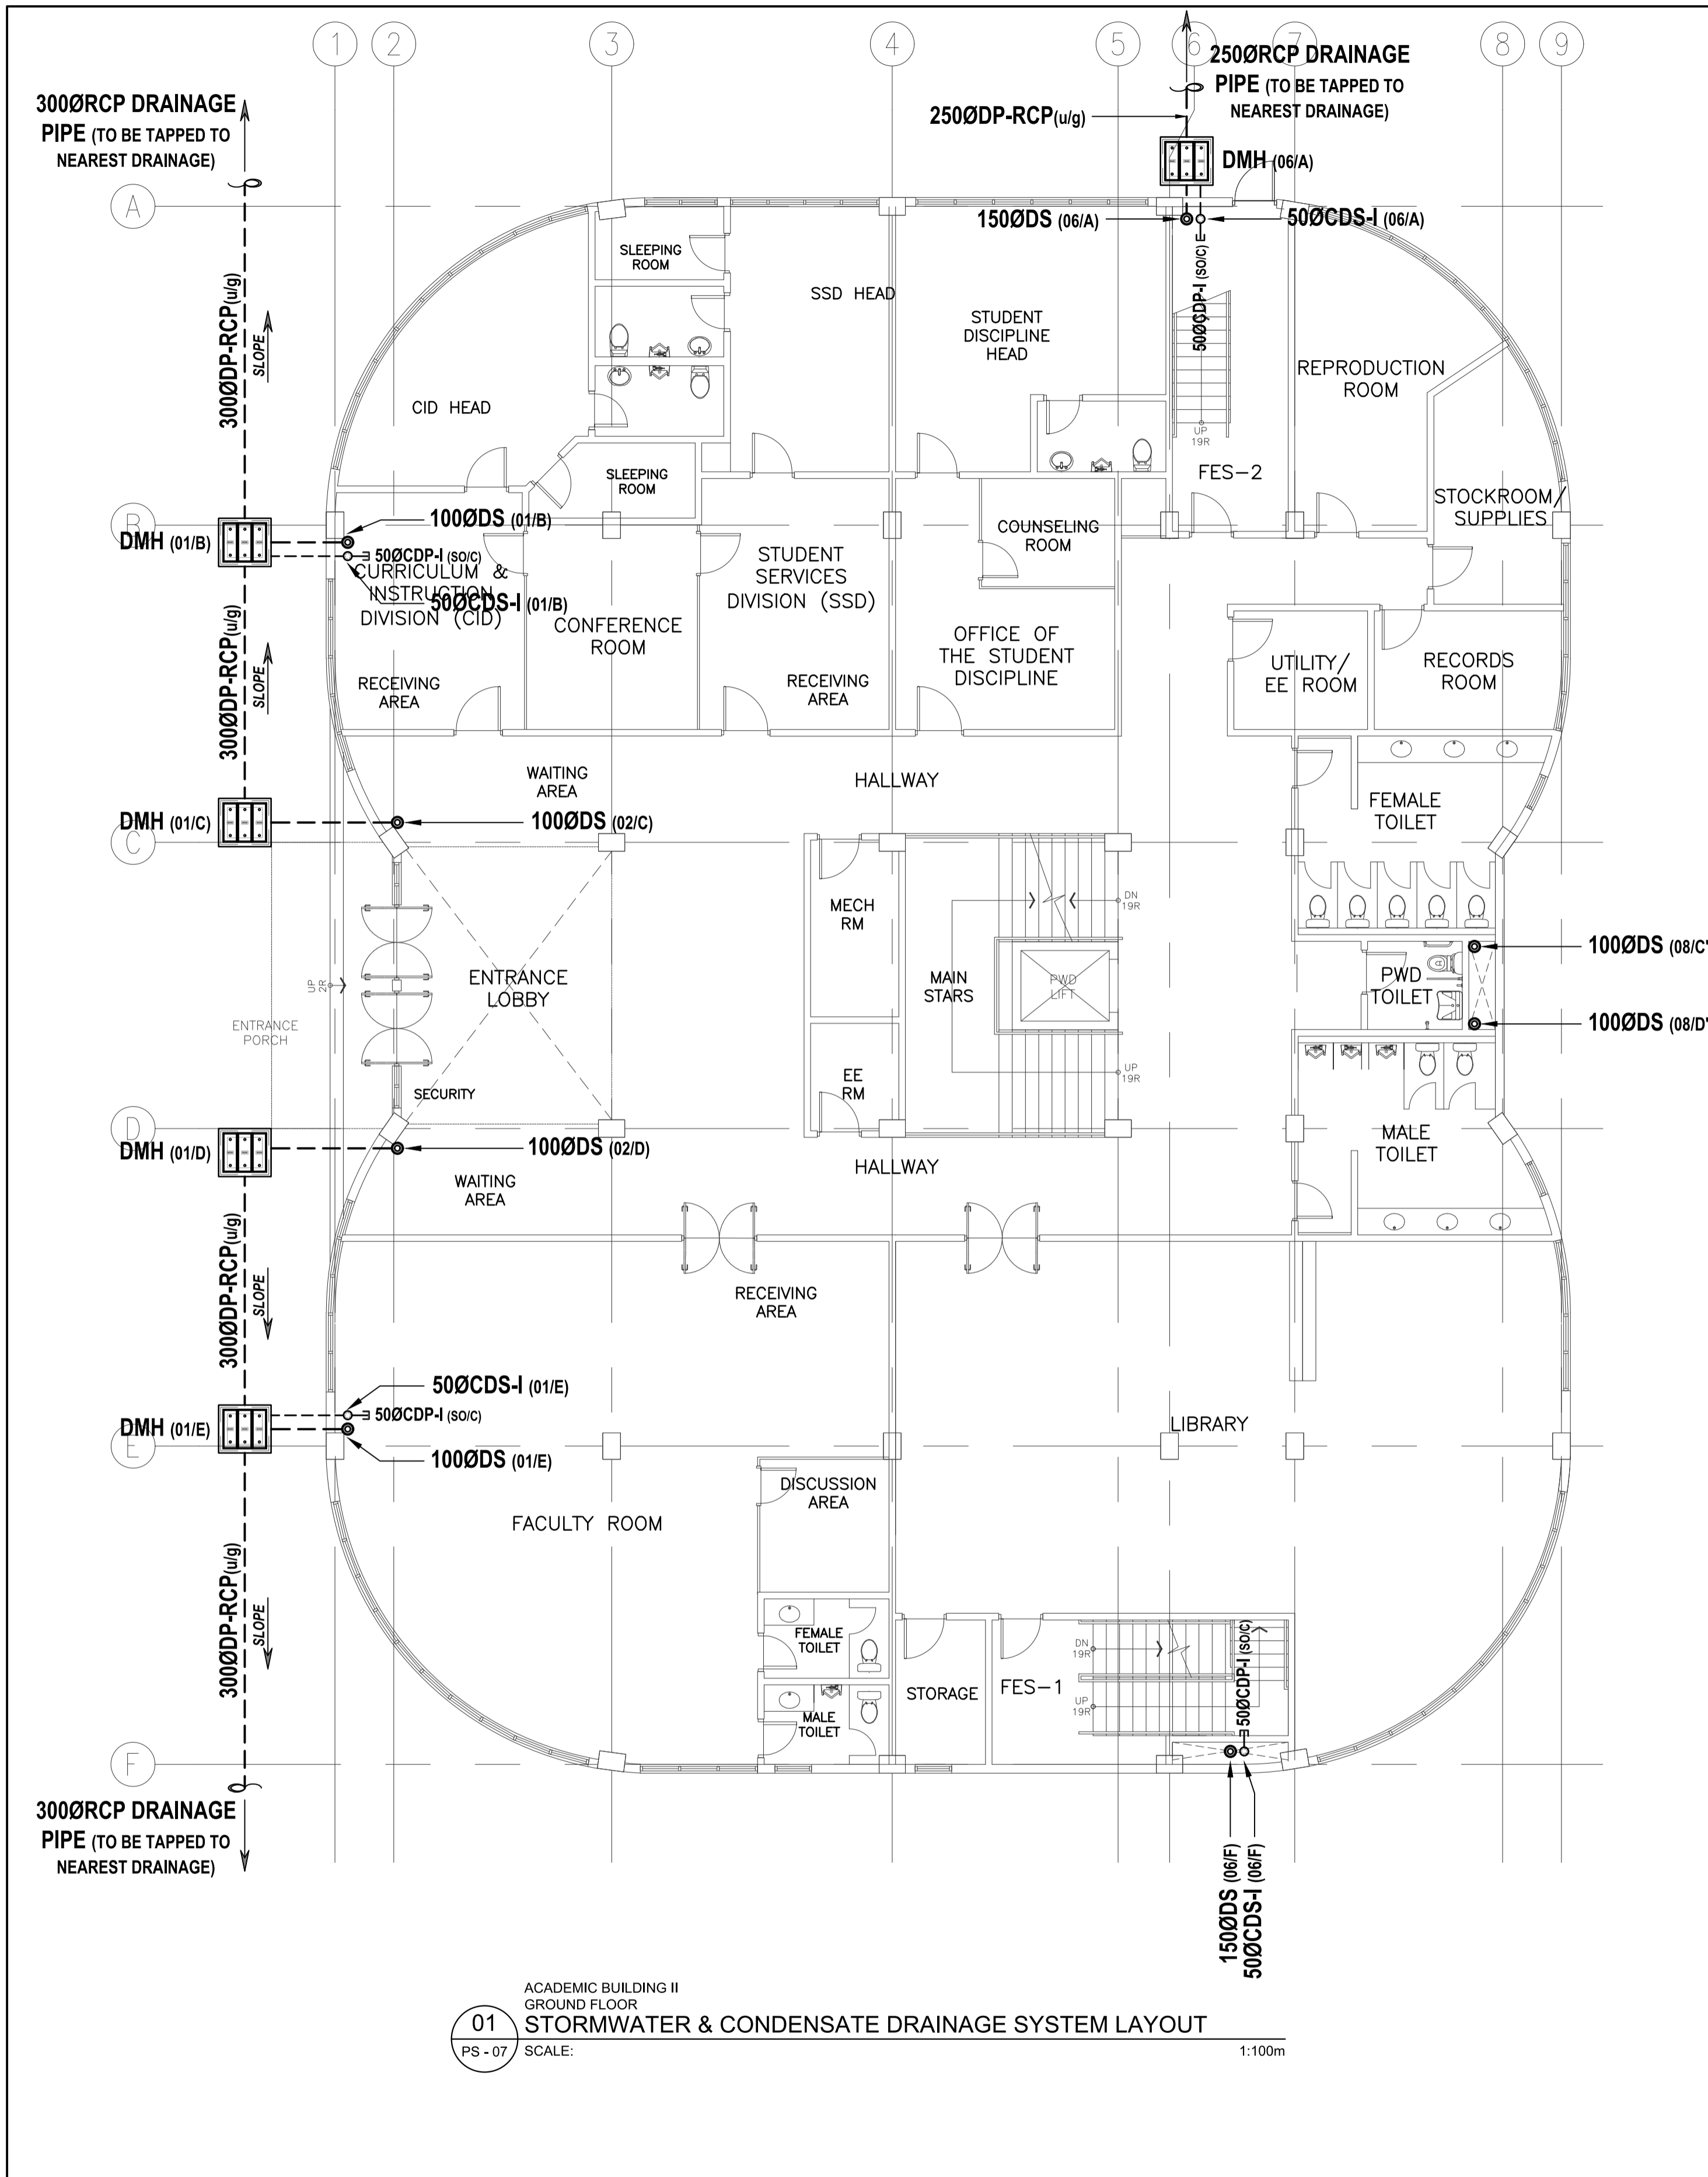 1
2
3
4
5
6
7
8
9
300ØRCP DRAINAGE
PIPE (TO BE TAPPED TO
NEAREST DRAINAGE)
250ØRCP DRAINAGE
PIPE (TO BE TAPPED TO
NEAREST DRAINAGE)
250ØDP-RCP(u/g)
DMH (06/A)
A
150ØDS (06/A)
50ØCDS-I (06/A)
50ØCDP-I (SO/C)
SLEEPING
ROOM
SSD HEAD
STUDENT
DISCIPLINE
HEAD
300ØDP-RCP(u/g)
SLOPE
REPRODUCTION
ROOM
CID HEAD
UP
19R
FES-2
SLEEPING
ROOM
STOCKROOM/
SUPPLIES
B
DMH (01/B)
100ØDS (01/B)
50ØCDP-I (SO/C)
50ØCDS-I (01/B)
CURRICULUM &
INSTRUCTION
DIVISION (CID)
COUNSELING
ROOM
STUDENT
SERVICES
DIVISION (SSD)
CONFERENCE
ROOM
OFFICE OF
THE STUDENT
DISCIPLINE
UTILITY/
EE ROOM
RECORDS
ROOM
300ØDP-RCP(u/g)
SLOPE
RECEIVING
AREA
RECEIVING
AREA
WAITING
AREA
HALLWAY
FEMALE
TOILET
DMH (01/C)
C
100ØDS (02/C)
MECH
RM
DN
19R
100ØDS (08/C'
PWD
TOILET
MAIN
STARS
PWD
LIFT
ENTRANCE
LOBBY
UP
2R
ENTRANCE
PORCH
100ØDS (08/D'
EE
RM
UP
19R
SECURITY
D
DMH (01/D)
100ØDS (02/D)
MALE
TOILET
HALLWAY
WAITING
AREA
300ØDP-RCP(u/g)
SLOPE
RECEIVING
AREA
50ØCDS-I (01/E)
50ØCDP-I (SO/C)
DMH (01/E)
E
100ØDS (01/E)
LIBRARY
DISCUSSION
AREA
FACULTY ROOM
300ØDP-RCP(u/g)
SLOPE
FEMALE
TOILET
DN
19R
50ØCDP-I (SO/C)
STORAGE
FES-1
UP
19R
MALE
TOILET
F
300ØRCP DRAINAGE
PIPE (TO BE TAPPED TO
NEAREST DRAINAGE)
150ØDS (06/F)
50ØCDS-I (06/F)
ACADEMIC BUILDING II
GROUND FLOOR
01
STORMWATER & CONDENSATE DRAINAGE SYSTEM LAYOUT
PS - 07
SCALE:
1:100m